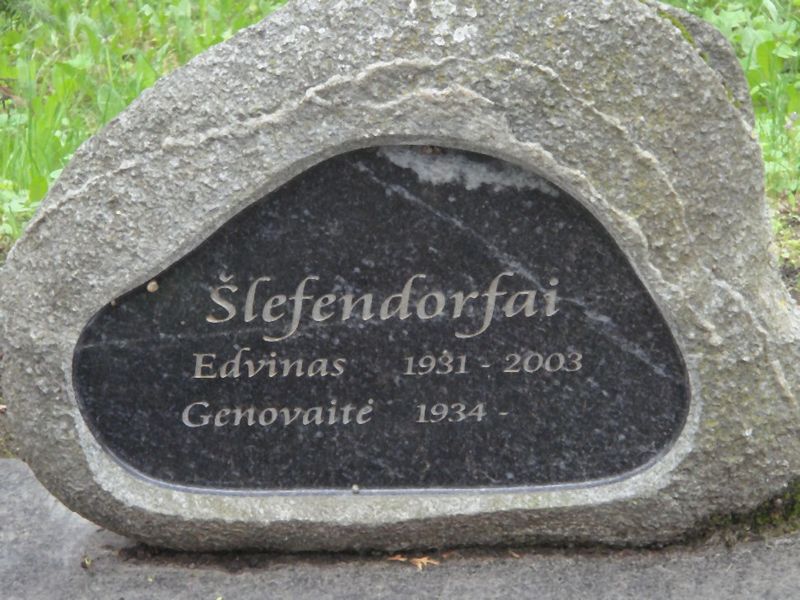 Šlefendorfai
Edvinas 1931 - 2003
Genovaitė 1934 -